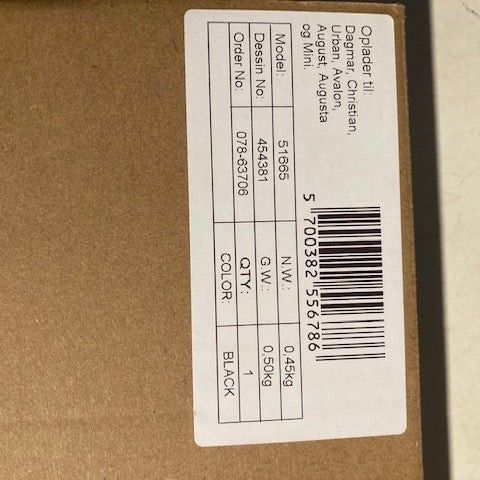 Oplader til:
Dagmar, Christian,
Urban, Avalon,
August, Augusta
og Mini.
5 700382 556786
Model: 51665 N.W.: 0,45kg
Dessin No: 454381 G.W.: 0,50kg
Order No: 078-63706 QTY: 1
COLOR: BLACK